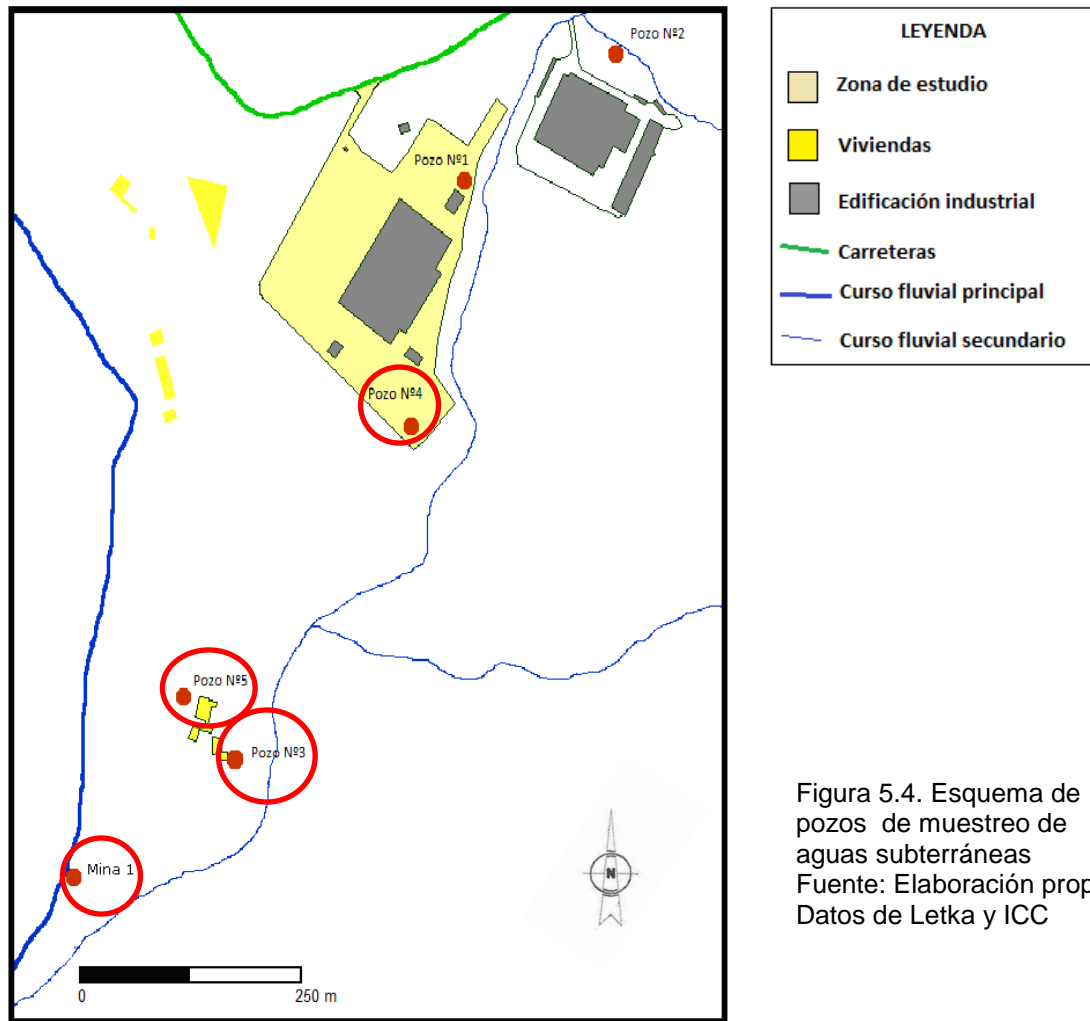 Pozo Nº2
Pozo Nº1
Pozo Nº4
Pozo Nº5
Pozo Nº3
Mina 1
N
0 250 m
LEYENDA
Zona de estudio
Viviendas
Edificación industrial
Carreteras
Curso fluvial principal
Curso fluvial secundario
Figura 5.4. Esquema de
pozos de muestreo de
aguas subterráneas
Fuente: Elaboración prop
Datos de Letka y ICC